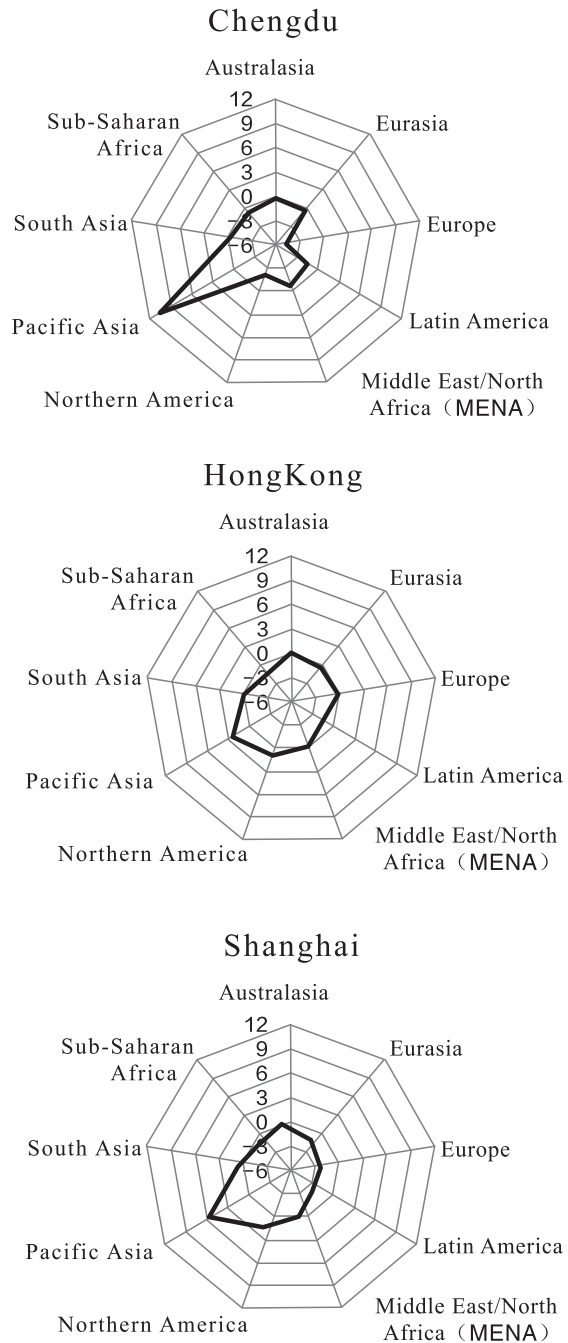 Chengdu
Australasia
12
9
6
3
0
−3
−6
Eurasia
Europe
Latin America
Middle East/North
Africa（MENA）
Northern America
Pacific Asia
South Asia
Sub-Saharan
Africa
HongKong
Australasia
12
9
6
3
0
−3
−6
Eurasia
Europe
Latin America
Middle East/North
Africa（MENA）
Northern America
Pacific Asia
South Asia
Sub-Saharan
Africa
Shanghai
Australasia
12
9
6
3
0
−3
−6
Eurasia
Europe
Latin America
Middle East/North
Africa（MENA）
Northern America
Pacific Asia
South Asia
Sub-Saharan
Africa